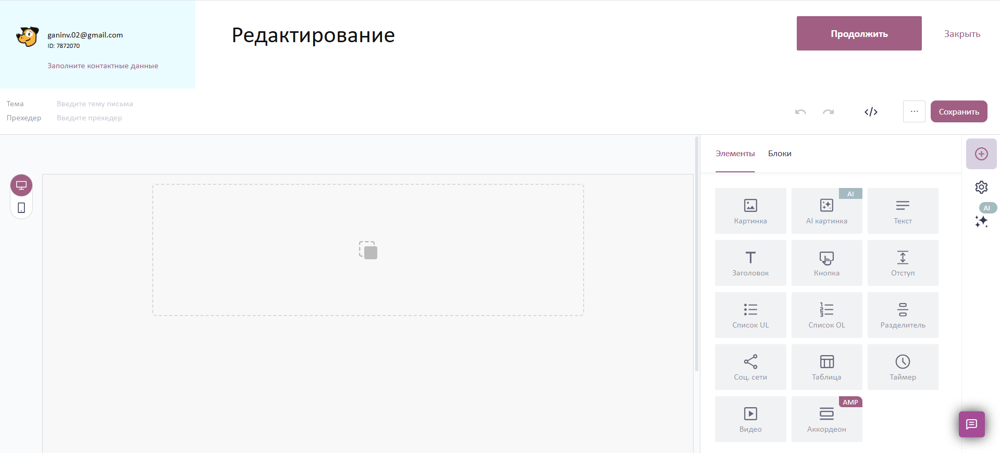 ganinv.02@gmail.com
ID: 7872070
Заполните контактные данные
Редактирование
Продолжить
Закрыть
Тема
Введите тему письма
Прехедер
Введите прехедер
</>
...
Сохранить
Элементы
Блоки
Картинка
AI
AI картинка
Текст
Заголовок
Кнопка
Отступ
Список UL
Список OL
Разделитель
Соц. сети
Таблица
Таймер
Видео
AMP
Аккордеон
AI